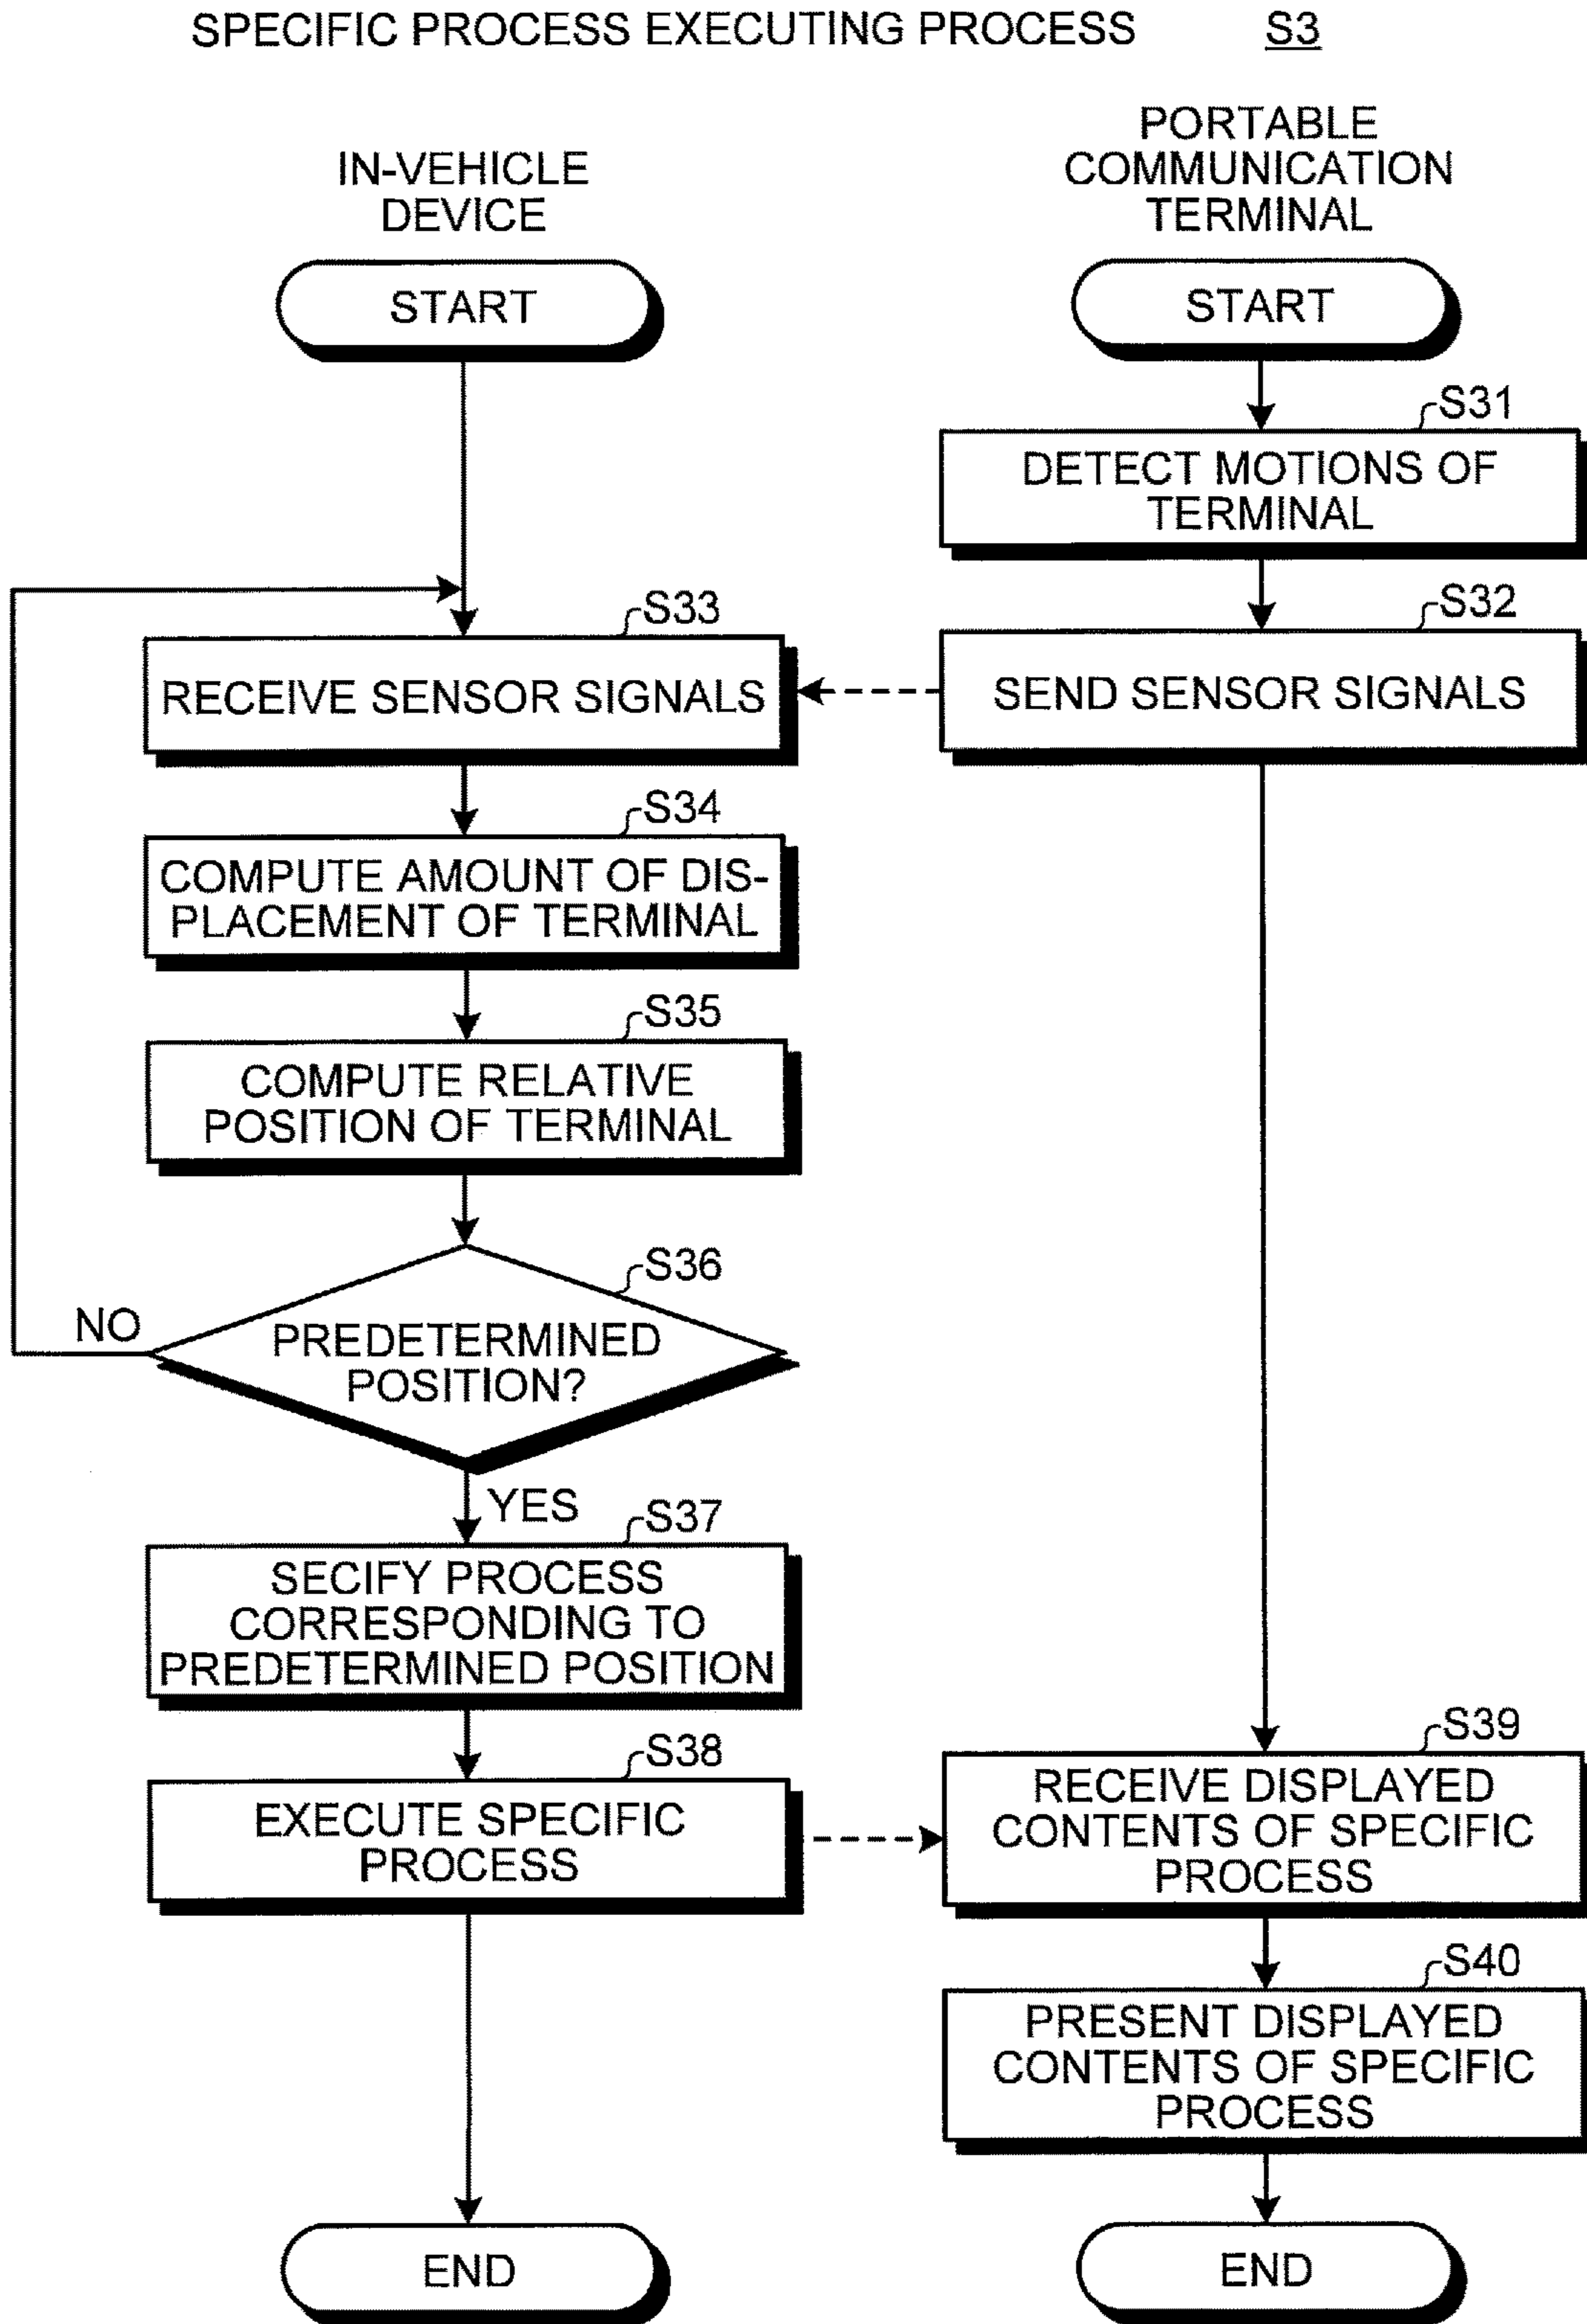 SPECIFIC PROCESS EXECUTING PROCESS S3
IN-VEHICLE
DEVICE
PORTABLE
COMMUNICATION
TERMINAL
START
START
S31
DETECT MOTIONS OF
TERMINAL
S33
S32
RECEIVE SENSOR SIGNALS
SEND SENSOR SIGNALS
S34
COMPUTE AMOUNT OF DIS-
PLACEMENT OF TERMINAL
S35
COMPUTE RELATIVE
POSITION OF TERMINAL
S36
NO
PREDETERMINED
POSITION?
YES
S37
SECIFY PROCESS
CORRESPONDING TO
PREDETERMINED POSITION
S38
EXECUTE SPECIFIC
PROCESS
S39
RECEIVE DISPLAYED
CONTENTS OF SPECIFIC
PROCESS
S40
PRESENT DISPLAYED
CONTENTS OF SPECIFIC
PROCESS
END
END